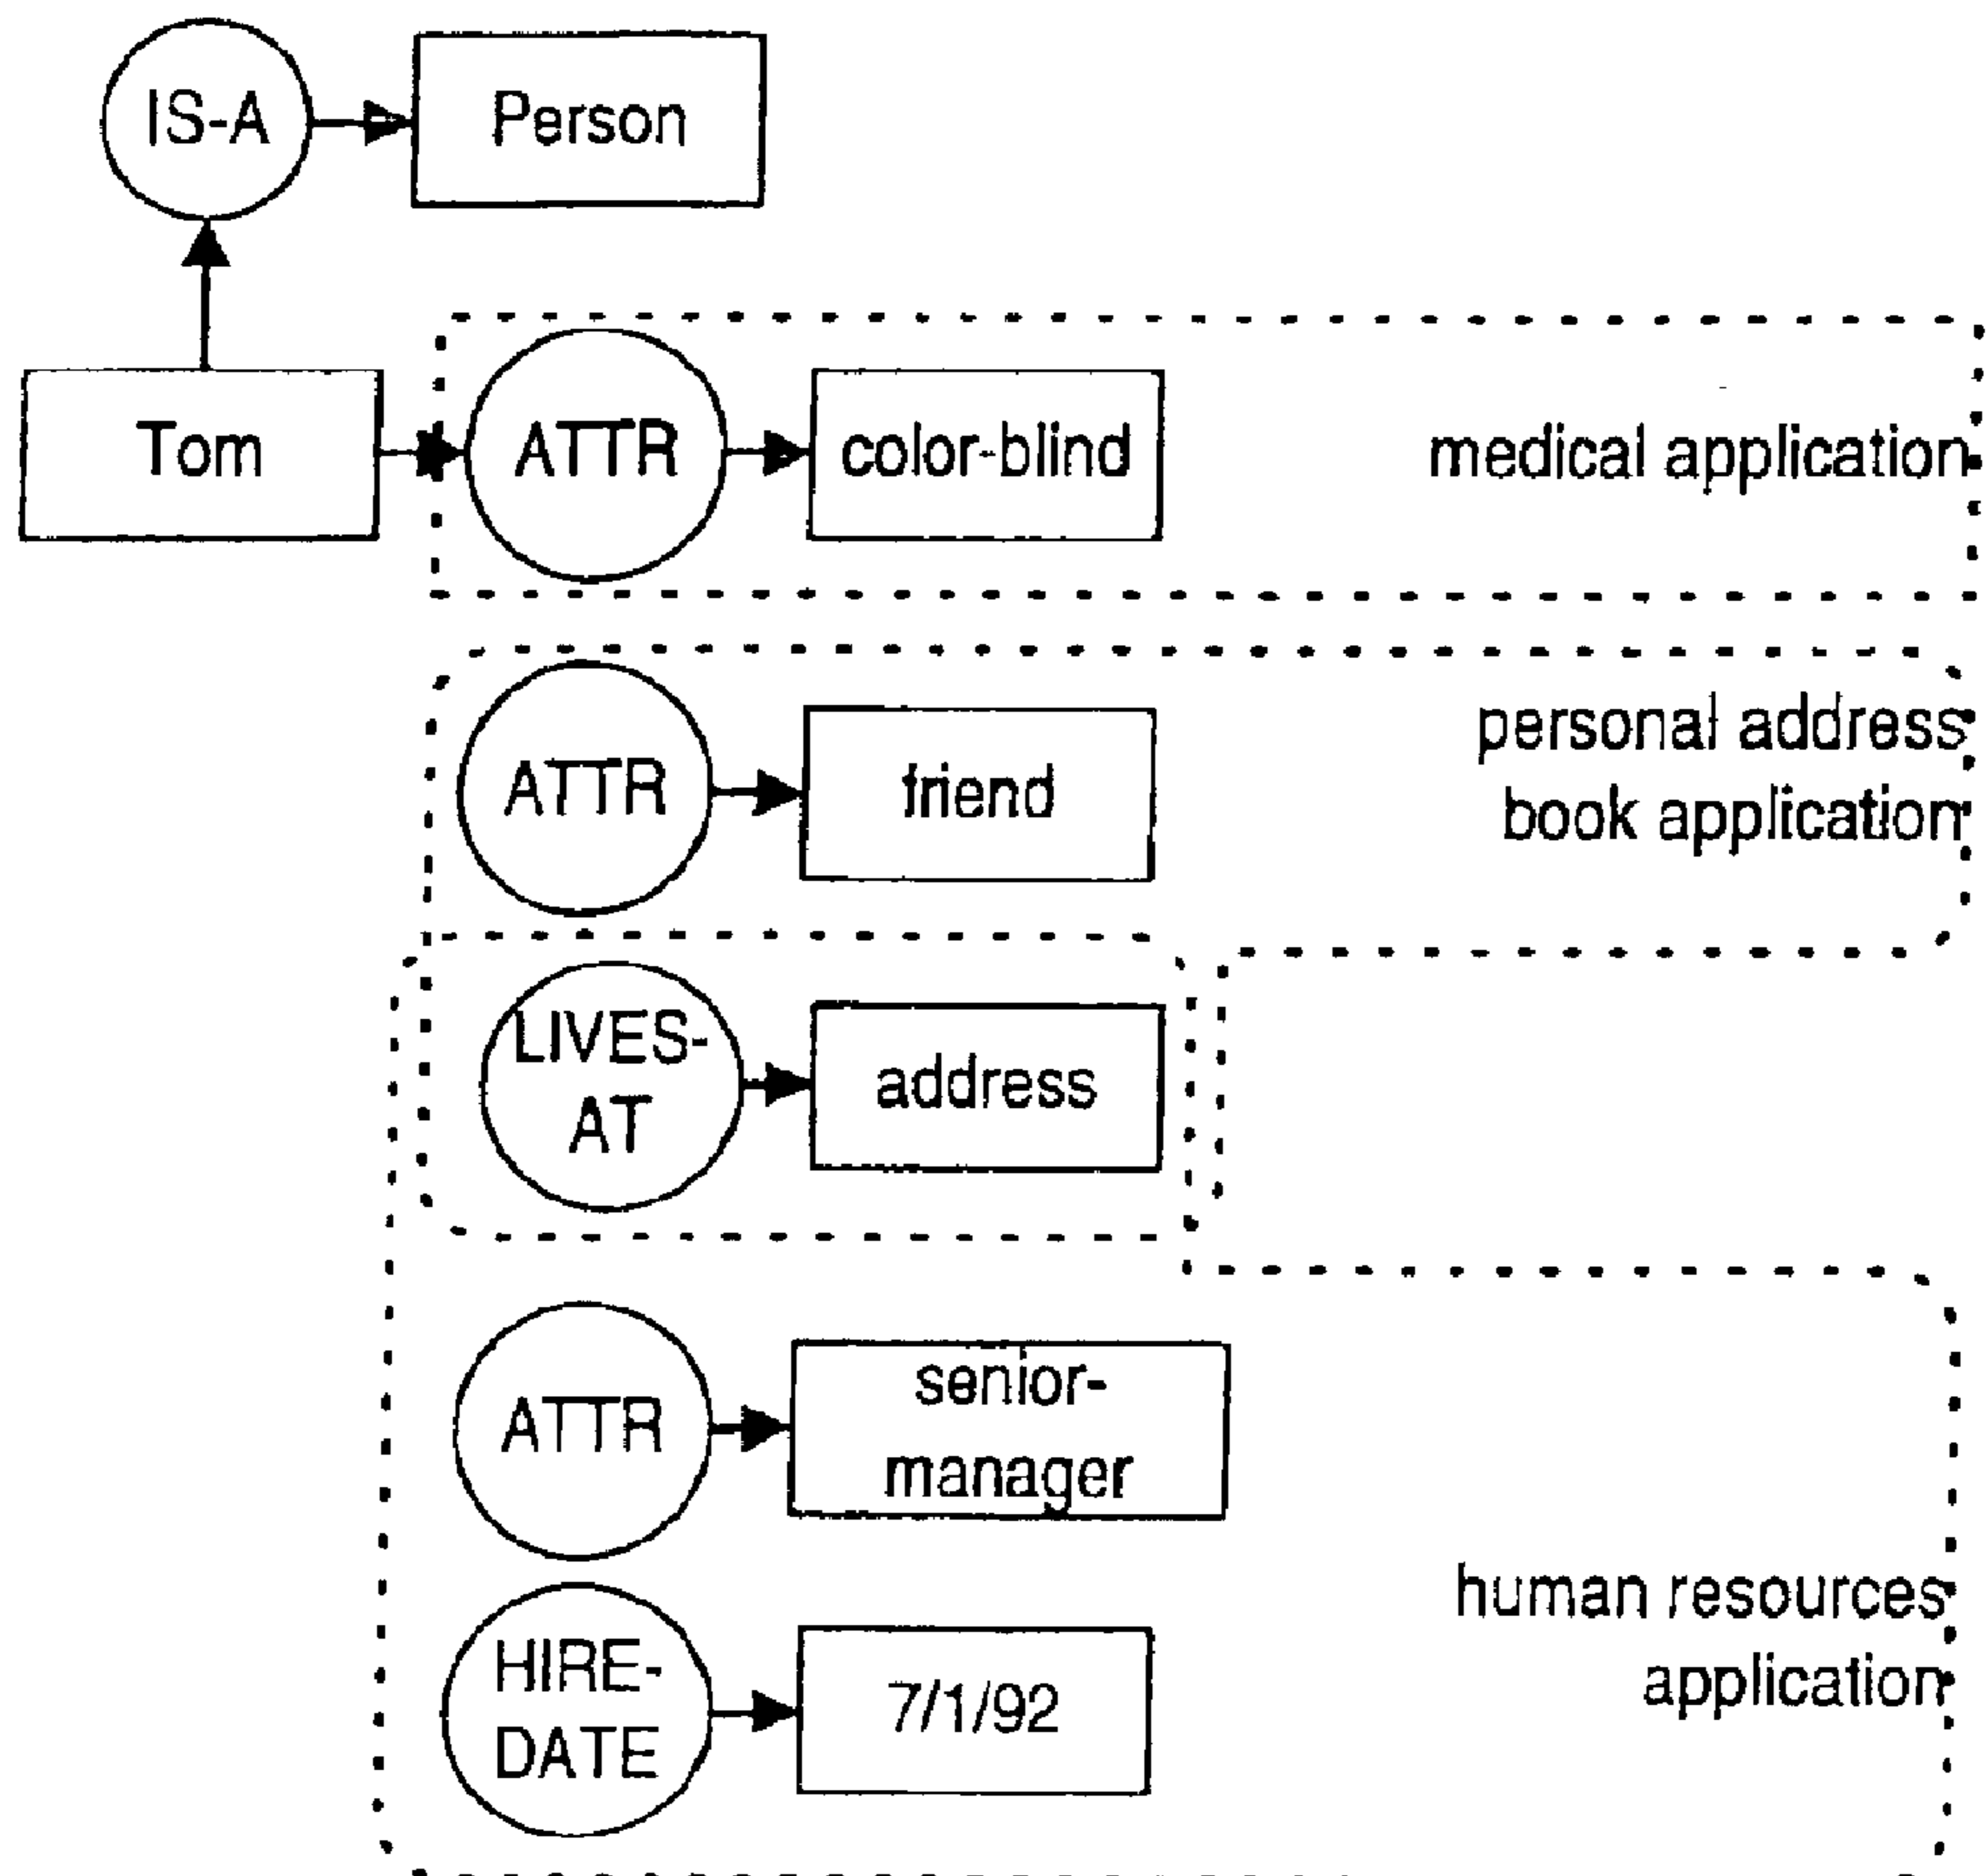 IS-A
Person
Tom
ATTR
color-blind
medical application
ATTR
friend
personal address
book application
LIVES-
AT
address
ATTR
senior-
manager
human resources
application
HIRE-
DATE
7/1/92